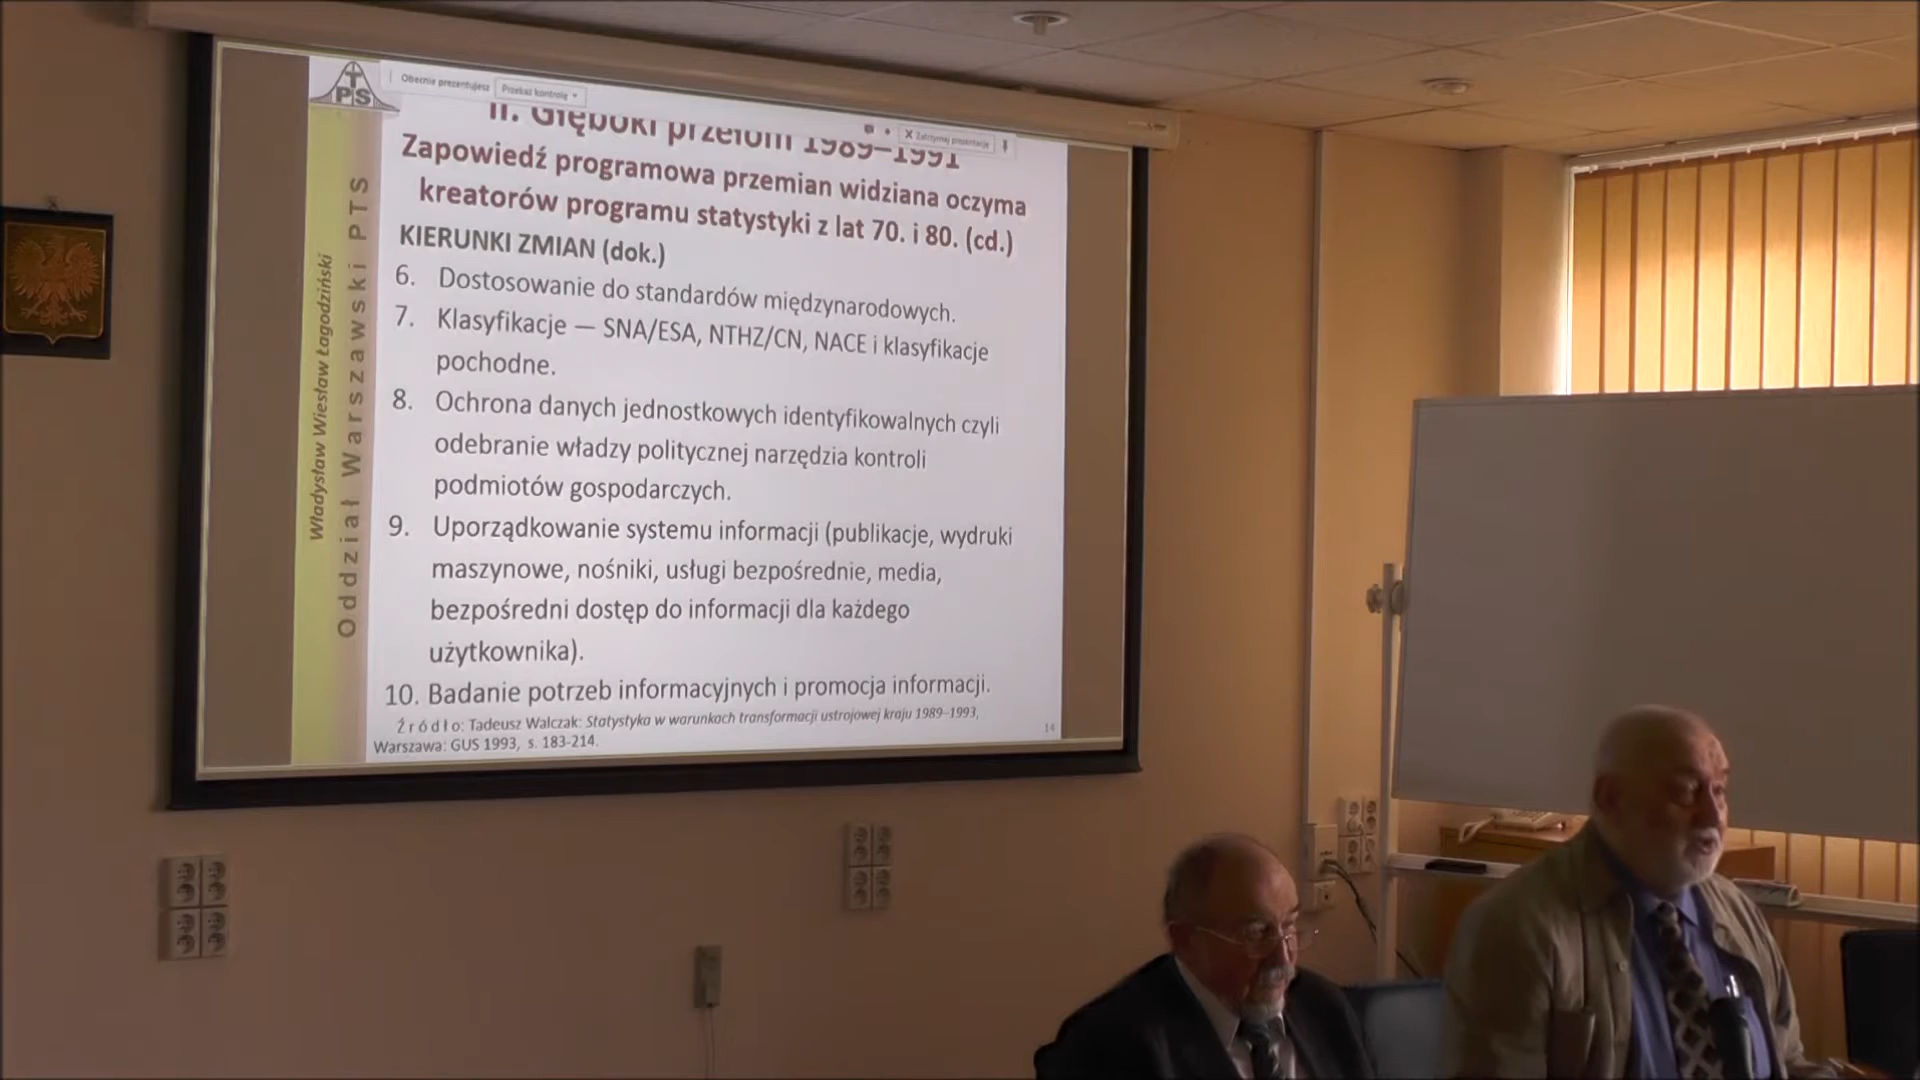 TPS
Obecnie prezentujesz
Przekaż kontrolę
Zatrzymaj prezentację
II. Głęboki przełom 1989–1991
Zapowiedź programowa przemian widziana oczyma
kreatorów programu statystyki z lat 70. i 80. (cd.)
KIERUNKI ZMIAN (dok.)
6. Dostosowanie do standardów międzynarodowych.
7. Klasyfikacje — SNA/ESA, NTHZ/CN, NACE i klasyfikacje
pochodne.
8. Ochrona danych jednostkowych identyfikowalnych czyli
odebranie władzy politycznej narzędzia kontroli
podmiotów gospodarczych.
9. Uporządkowanie systemu informacji (publikacje, wydruki
maszynowe, nośniki, usługi bezpośrednie, media,
bezpośredni dostęp do informacji dla każdego
użytkownika).
10. Badanie potrzeb informacyjnych i promocja informacji.
Ź r ó d ł o: Tadeusz Walczak: Statystyka w warunkach transformacji ustrojowej kraju 1989–1993,
Warszawa: GUS 1993, s. 183-214.
14
Władysław Wiesław Łagodziński
Oddział Warszawski PTS